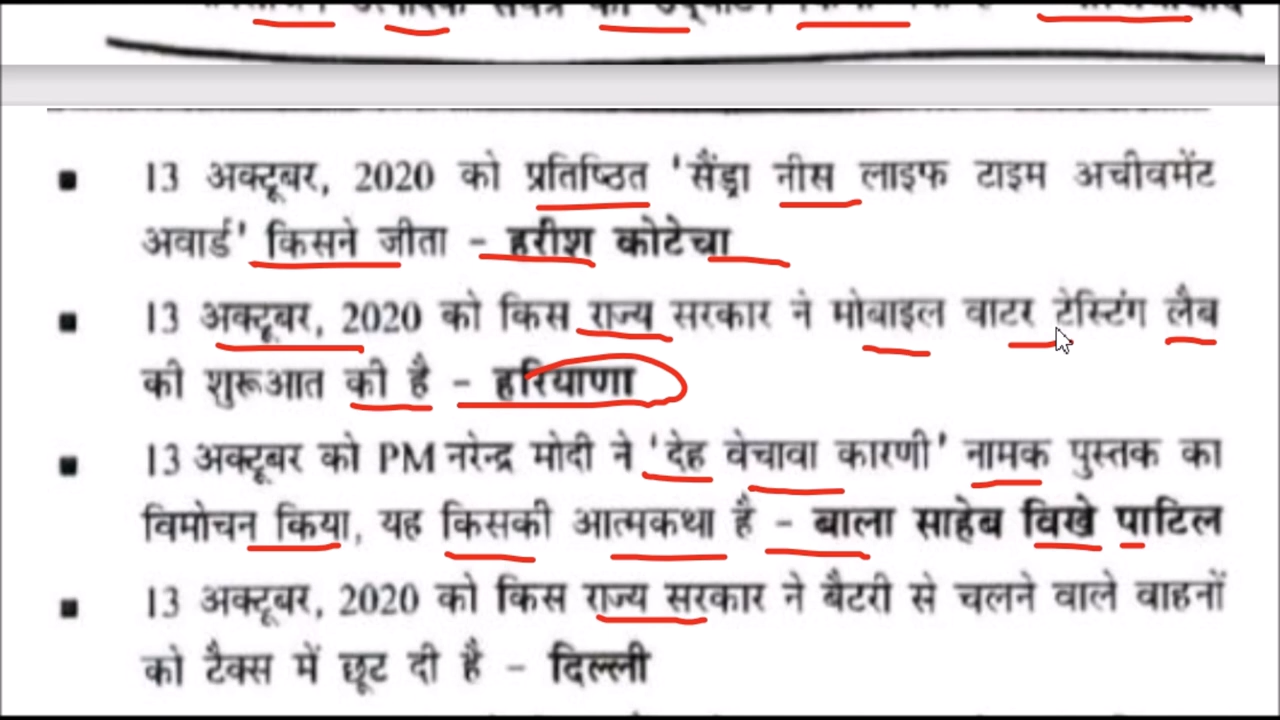 13 अक्टूबर, 2020 को प्रतिष्ठित 'सैंड्रा नीस लाइफ टाइम अचीवमेंट
अवार्ड' किसने जीता - हरीश कोटेचा
13 अक्टूबर, 2020 को किस राज्य सरकार ने मोबाइल वाटर टेस्टिंग लैब
की शुरूआत की है - हरियाणा
13 अक्टूबर को PM नरेन्द्र मोदी ने 'देह वेचावा कारणी' नामक पुस्तक का
विमोचन किया, यह किसकी आत्मकथा है - बाला साहेब विखे पाटिल
13 अक्टूबर, 2020 को किस राज्य सरकार ने बैटरी से चलने वाले वाहनों
को टैक्स में छूट दी है - दिल्ली